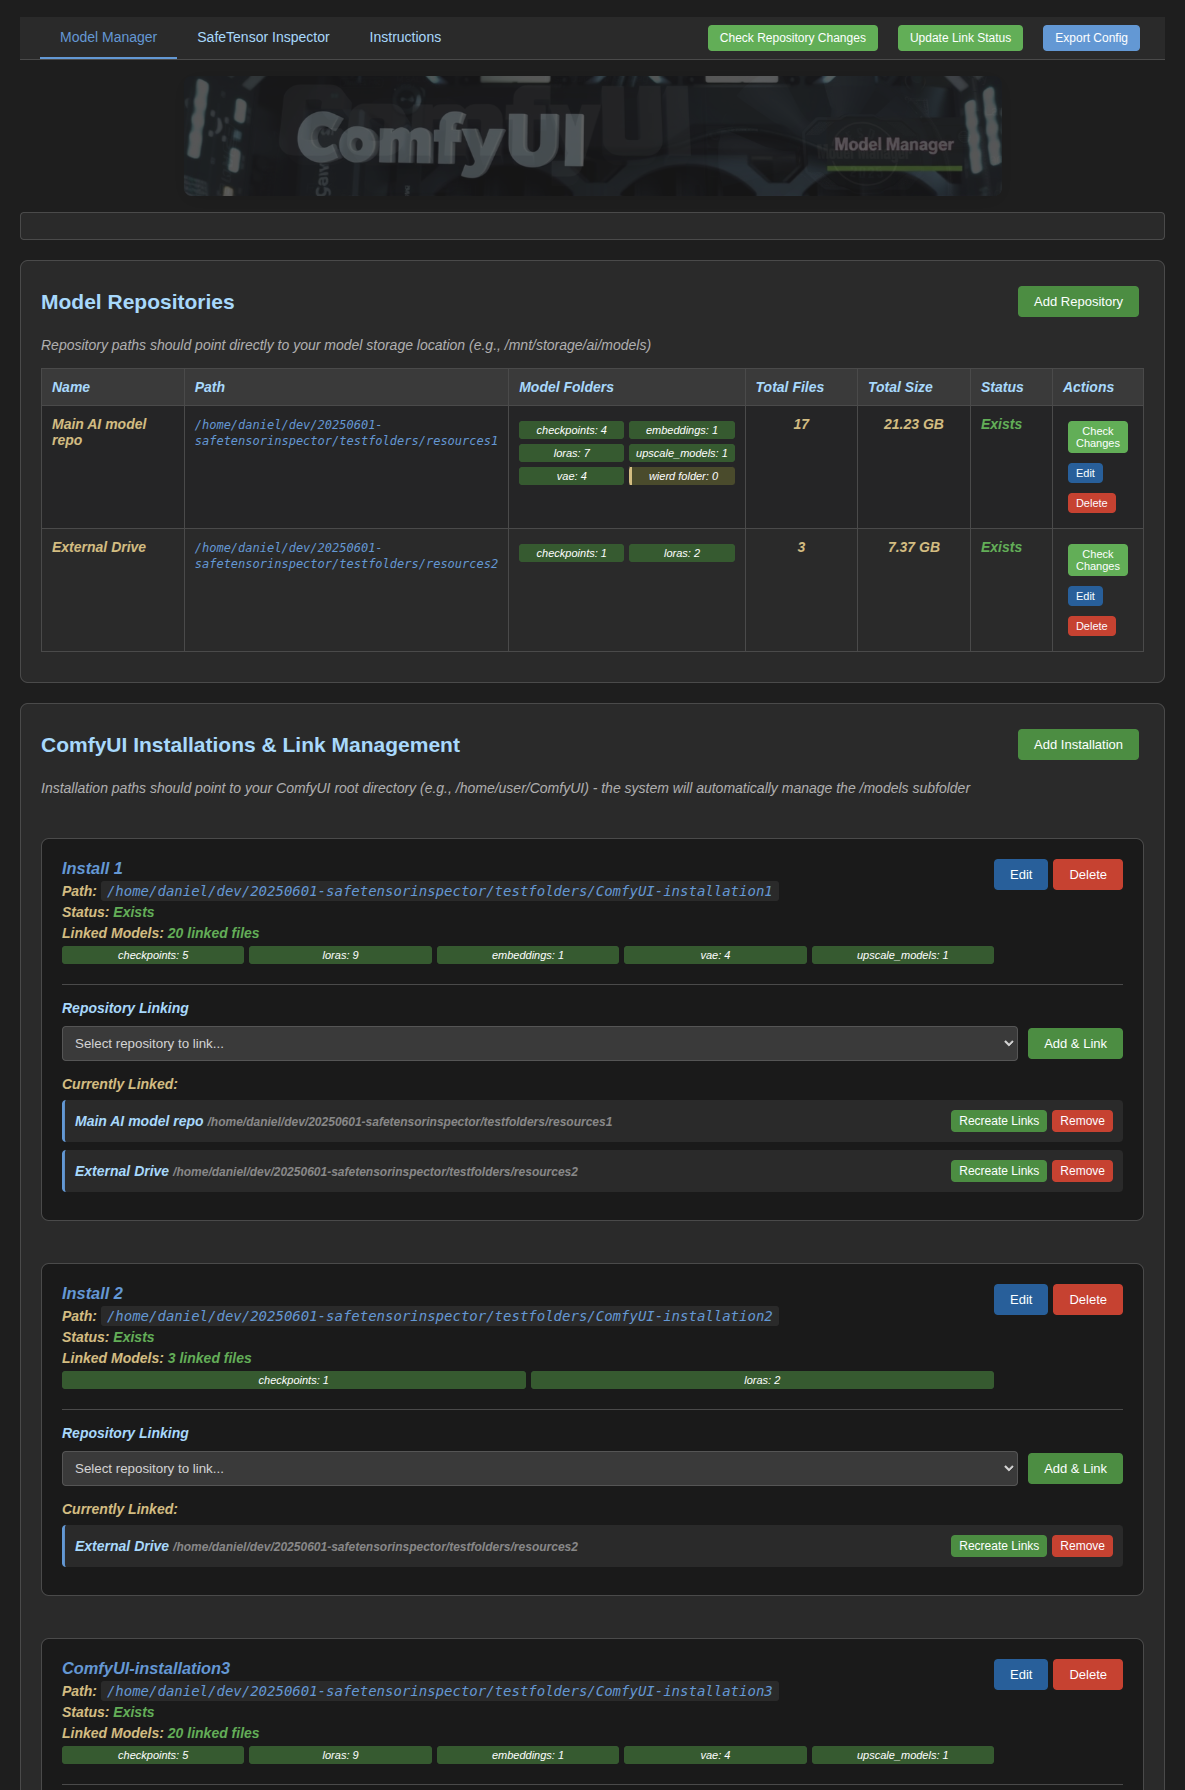 Model Manager
SafeTensor Inspector
Instructions
Check Repository Changes
Update Link Status
Export Config
ComfyUI
Model Manager
Model Repositories
Add Repository
Repository paths should point directly to your model storage location (e.g., /mnt/storage/ai/models)
Name
Path
Model Folders
Total Files
Total Size
Status
Actions
Main AI model
repo
/home/daniel/dev/20250601-
safetensorinspector/testfolders/resources1
checkpoints: 4
embeddings: 1
loras: 7
upscale_models: 1
vae: 4
wierd folder: 0
17
21.23 GB
Exists
Check
Changes
Edit
Delete
External Drive
/home/daniel/dev/20250601-
safetensorinspector/testfolders/resources2
checkpoints: 1
loras: 2
3
7.37 GB
Exists
Check
Changes
Edit
Delete
ComfyUI Installations & Link Management
Add Installation
Installation paths should point to your ComfyUI root directory (e.g., /home/user/ComfyUI) - the system will automatically manage the /models subfolder
Install 1
Edit
Delete
Path: /home/daniel/dev/20250601-safetensorinspector/testfolders/ComfyUI-installation1
Status: Exists
Linked Models: 20 linked files
checkpoints: 5
loras: 9
embeddings: 1
vae: 4
upscale_models: 1
Repository Linking
Select repository to link...
Add & Link
Currently Linked:
Main AI model repo /home/daniel/dev/20250601-safetensorinspector/testfolders/resources1
Recreate Links
Remove
External Drive /home/daniel/dev/20250601-safetensorinspector/testfolders/resources2
Recreate Links
Remove
Install 2
Edit
Delete
Path: /home/daniel/dev/20250601-safetensorinspector/testfolders/ComfyUI-installation2
Status: Exists
Linked Models: 3 linked files
checkpoints: 1
loras: 2
Repository Linking
Select repository to link...
Add & Link
Currently Linked:
External Drive /home/daniel/dev/20250601-safetensorinspector/testfolders/resources2
Recreate Links
Remove
ComfyUI-installation3
Edit
Delete
Path: /home/daniel/dev/20250601-safetensorinspector/testfolders/ComfyUI-installation3
Status: Exists
Linked Models: 20 linked files
checkpoints: 5
loras: 9
embeddings: 1
vae: 4
upscale_models: 1